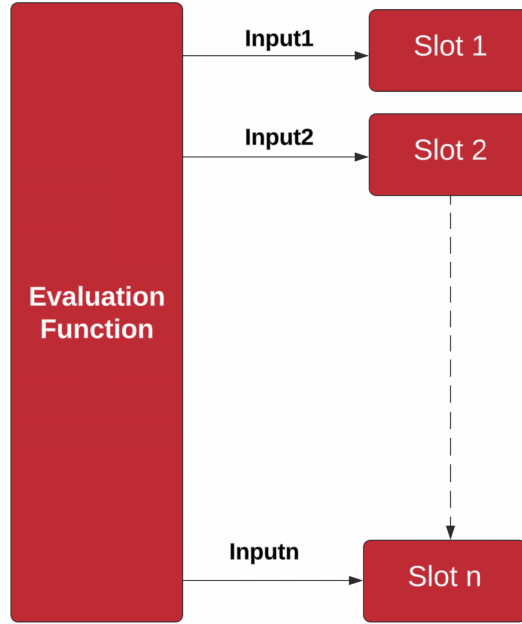 Input1
Slot 1
Input2
Slot 2
Evaluation
Function
Inputn
Slot n